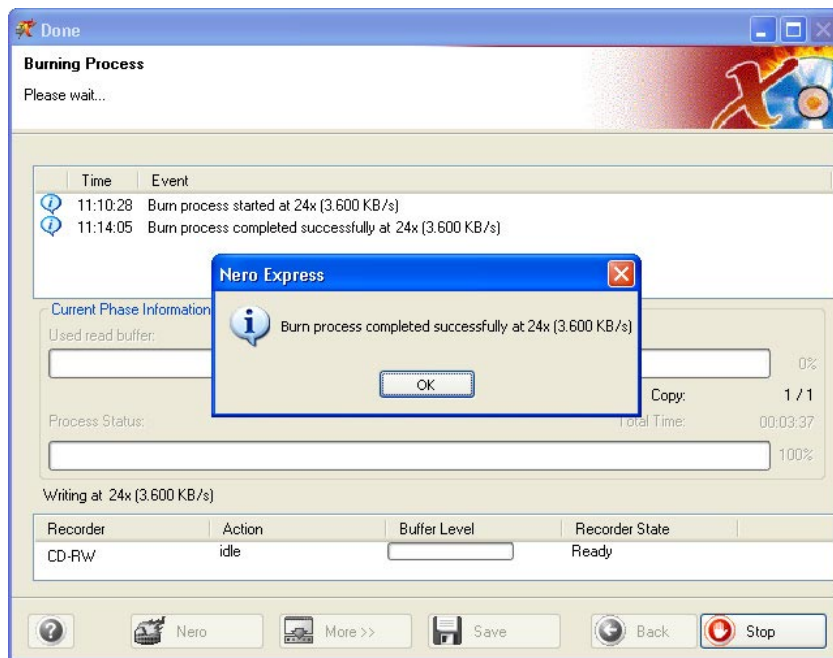 Done
Burning Process
Please wait...
Time Event
11:10:28 Burn process started at 24x (3.600 KB/s)
11:14:05 Burn process completed successfully at 24x (3.600 KB/s)
Nero Express
Burn process completed successfully at 24x (3.600 KB/s)
OK
Current Phase Information
Used read buffer:
0%
Copy: 1 / 1
Process Status: Total Time: 00:03:37
100%
Writing at 24x (3.600 KB/s)
Recorder Action Buffer Level Recorder State
CD-RW idle Ready
Nero More >> Save Back Stop